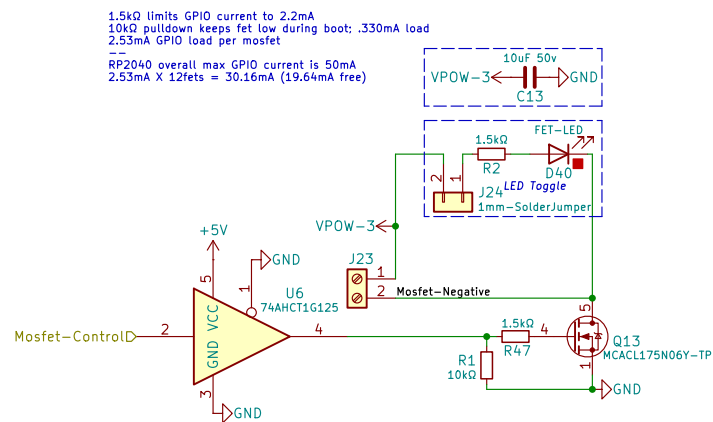 1.5kΩ limits GPIO current to 2.2mA
10kΩ pulldown keeps fet low during boot; .330mA load
2.53mA GPIO load per mosfet
--
RP2040 overall max GPIO current is 50mA
2.53mA X 12fets = 30.16mA (19.64mA free)
10uF 50v
VPOW-3
GND
C13
FET-LED
1.5kΩ
R2
D40
2
1
J24
LED Toggle
1mm-SolderJumper
VPOW-3
+5V
GND
J23
1
2
Mosfet-Negative
5
1
U6
74AHCT1G125
VCC
GND
Mosfet-Control
2
4
3
GND
1.5kΩ
R47
4
5
Q13
MCACL175N06Y-TP
1
R1
10kΩ
GND